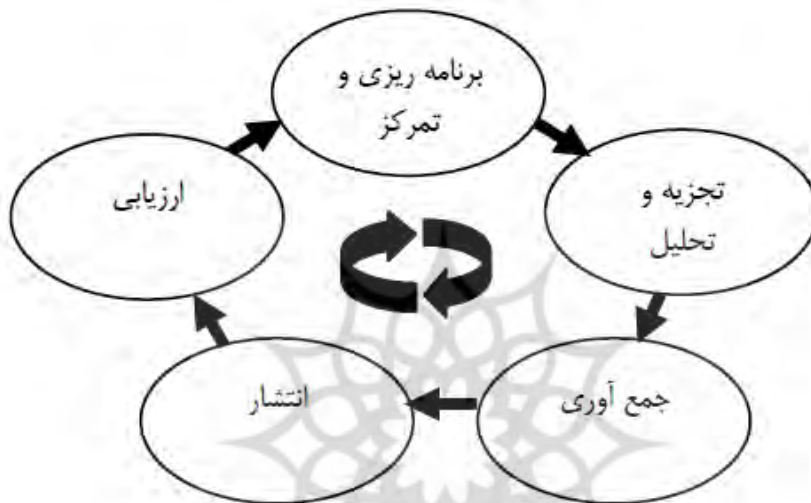 برنامه ریزی و
تمرکز
تجزیه و
تحلیل
جمع آوری
انتشار
ارزیابی